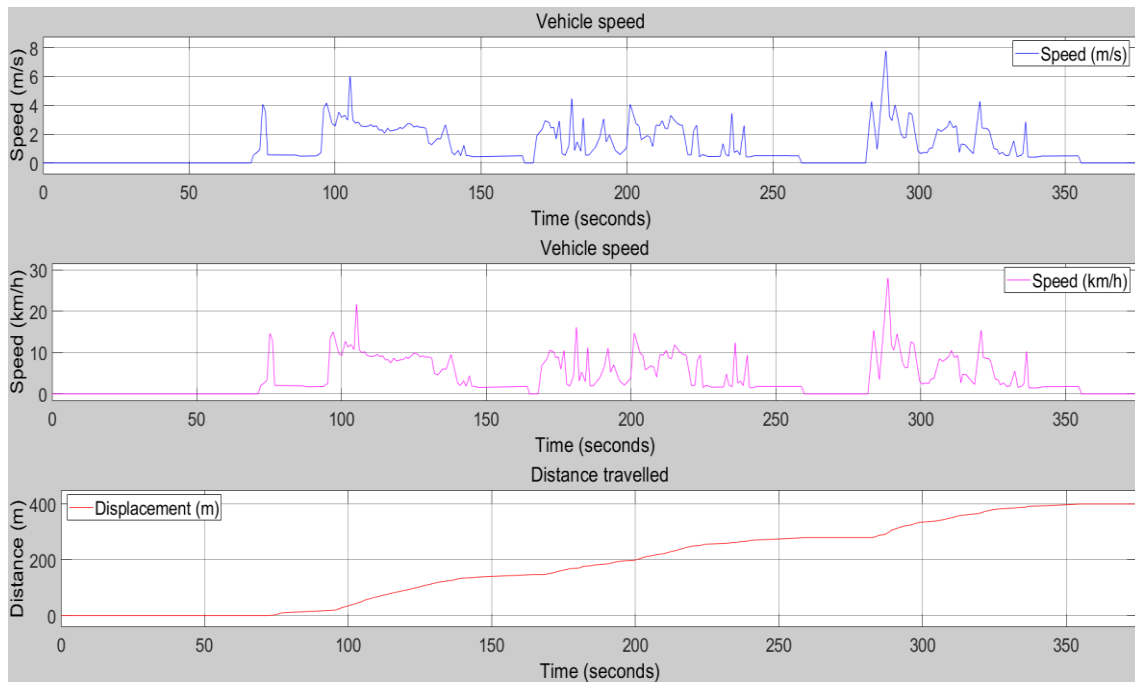 Vehicle speed
Speed (m/s)
8
6
4
2
0
Speed (m/s)
0 50 100 150 200 250 300 350
Time (seconds)
Vehicle speed
Speed (km/h)
30
20
10
0
Speed (km/h)
0 50 100 150 200 250 300 350
Time (seconds)
Distance travelled
Distance (m)
400
200
0
Displacement (m)
0 50 100 150 200 250 300 350
Time (seconds)